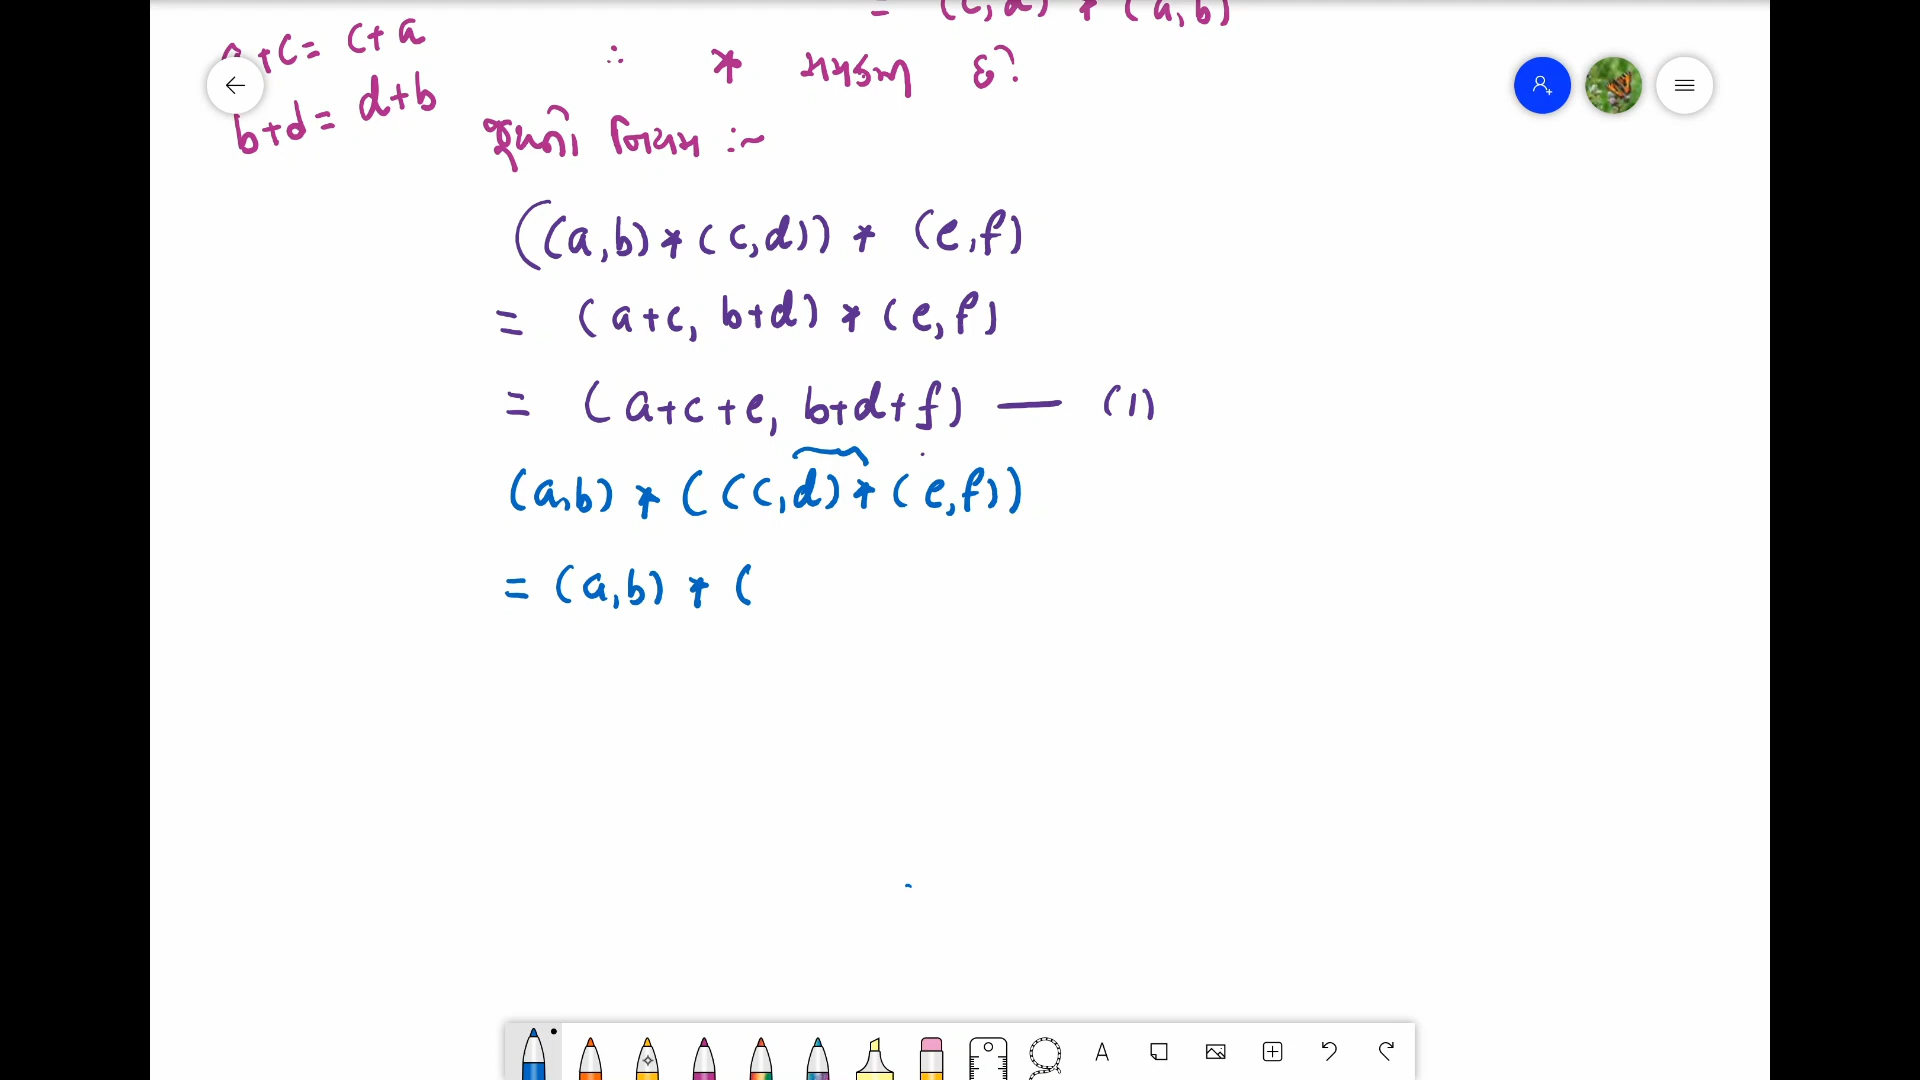 = (c,d) * (a,b)
a+c= c+a
∴ * સમક્રમી છે.
b+d= d+b
જૂથનો નિયમ :~
((a,b)*(c,d)) * (e,f)
= (a+c, b+d) * (e,f)
= (a+c+e, b+d+f) — (1)
(a,b) * ((c,d)*(e,f))
= (a,b) * (